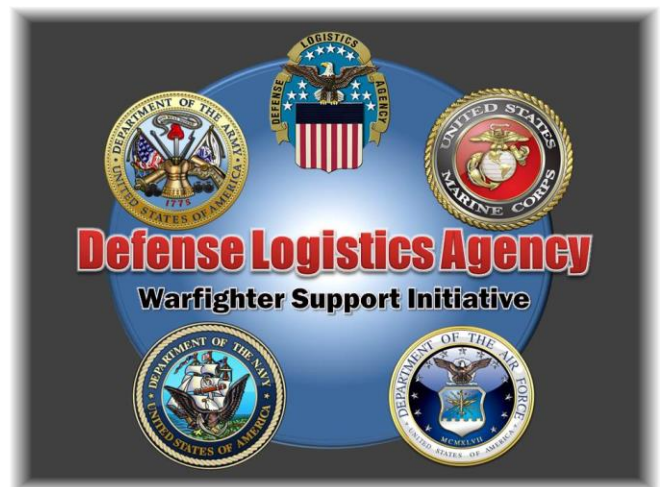 DEFENSE LOGISTICS AGENCY
DEPARTMENT OF THE ARMY
UNITED STATES OF AMERICA
1775
UNITED STATES
MARINE CORPS
Defense Logistics Agency
Warfighter Support Initiative
DEPARTMENT OF THE NAVY
UNITED STATES OF AMERICA
DEPARTMENT OF THE AIR FORCE
MCMXLVII
UNITED STATES OF AMERICA